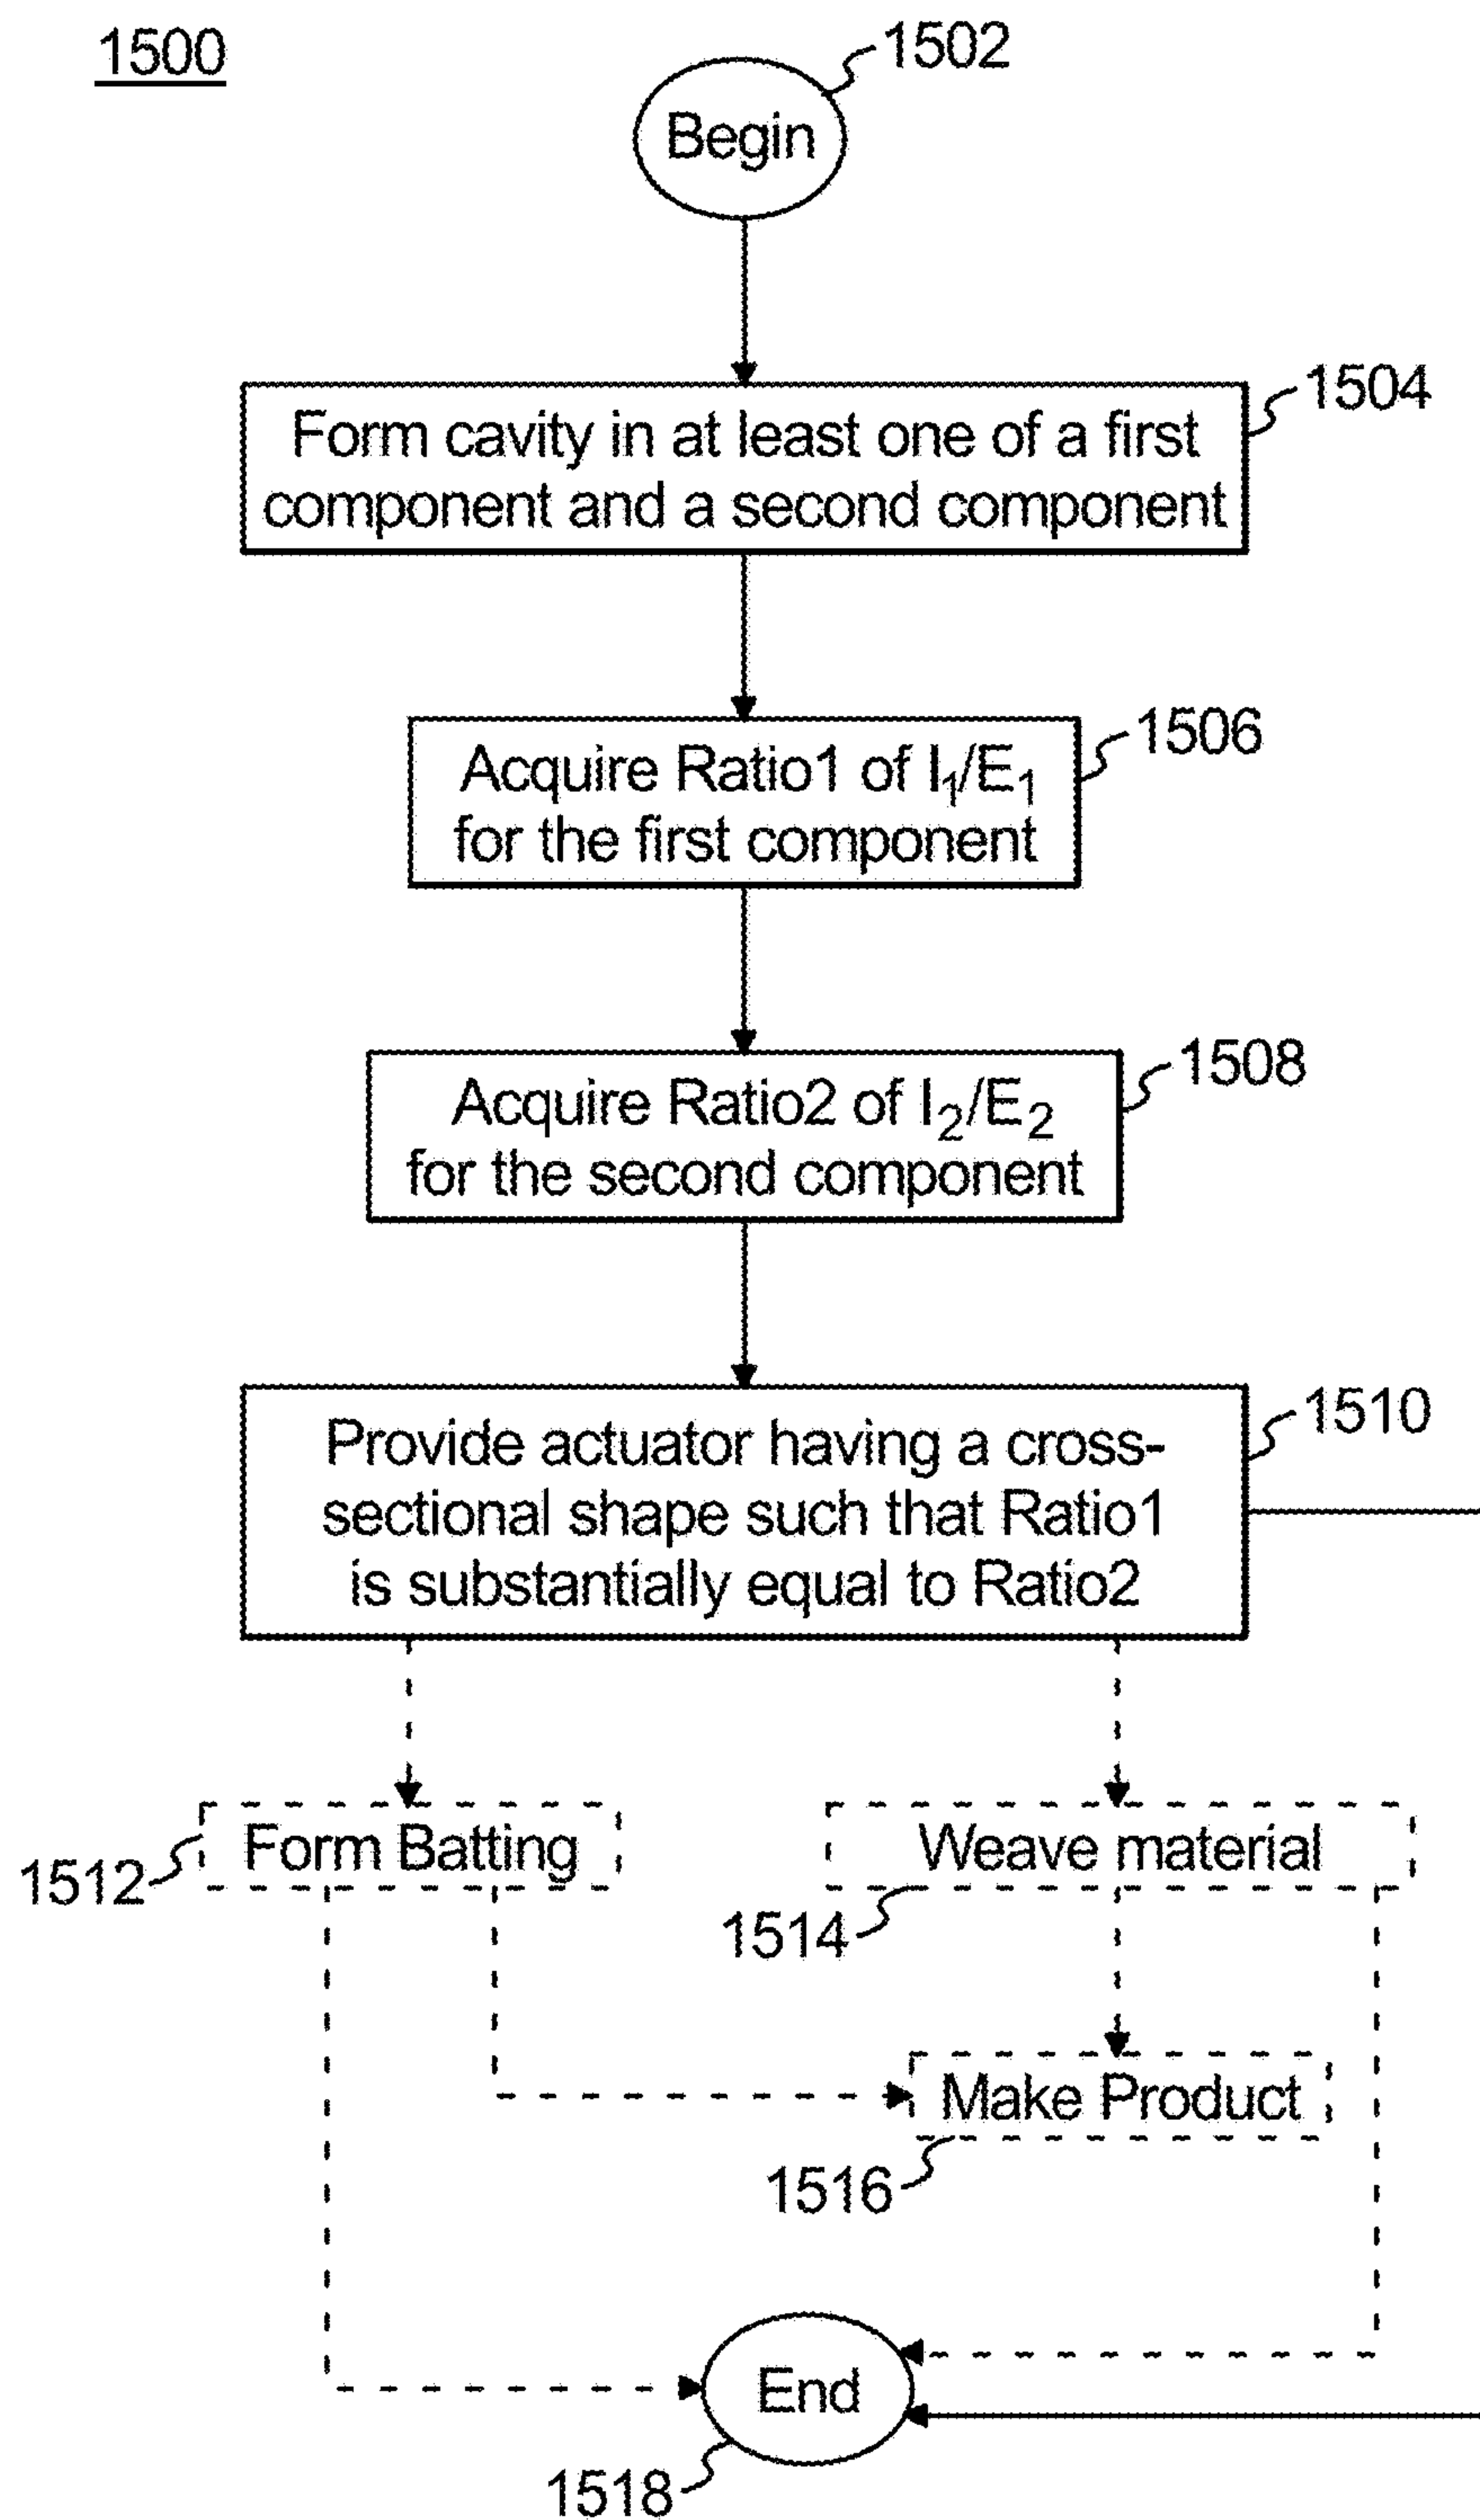 1500
1502
Begin
1504
Form cavity in at least one of a first
component and a second component
1506
Acquire Ratio1 of I₁/E₁
for the first component
1508
Acquire Ratio2 of I₂/E₂
for the second component
1510
Provide actuator having a cross-
sectional shape such that Ratio1
is substantially equal to Ratio2
Form Batting
1512
Weave material
1514
Make Product
1516
End
1518